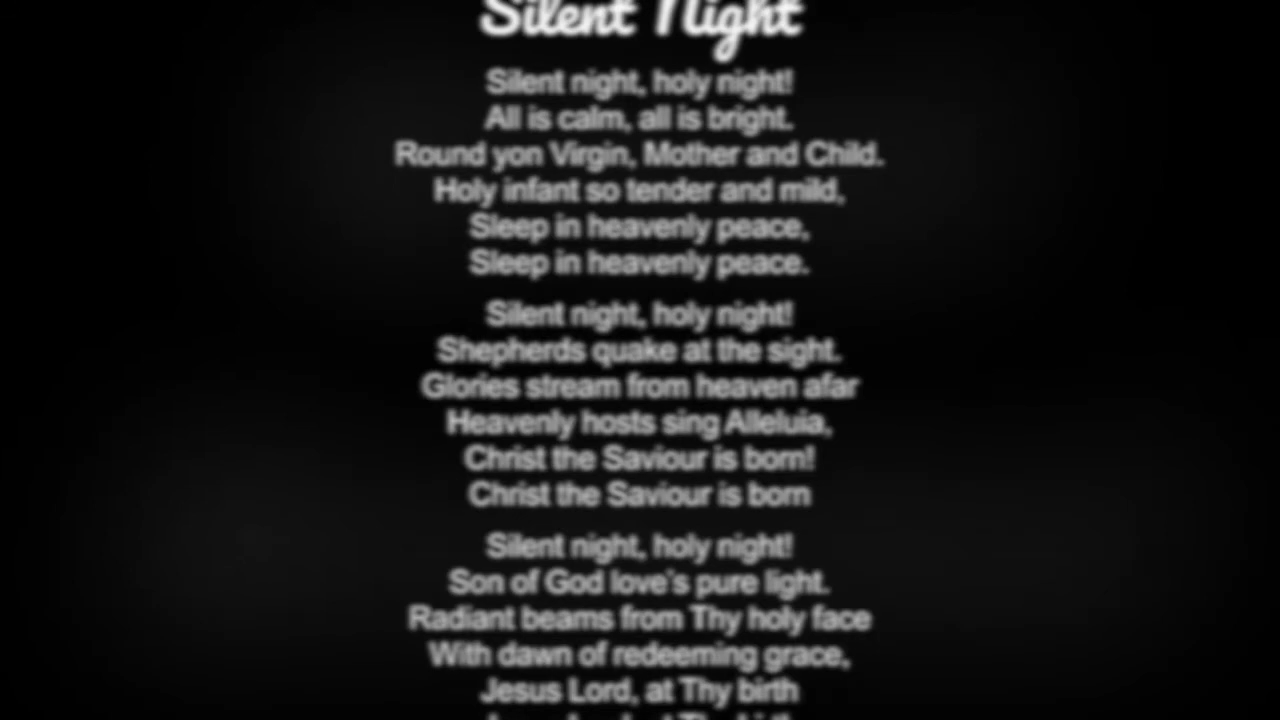 Silent Night
Silent night, holy night!
All is calm, all is bright.
Round yon Virgin, Mother and Child.
Holy infant so tender and mild,
Sleep in heavenly peace,
Sleep in heavenly peace.
Silent night, holy night!
Shepherds quake at the sight.
Glories stream from heaven afar
Heavenly hosts sing Alleluia,
Christ the Saviour is born!
Christ the Saviour is born
Silent night, holy night!
Son of God love's pure light.
Radiant beams from Thy holy face
With dawn of redeeming grace,
Jesus Lord, at Thy birth